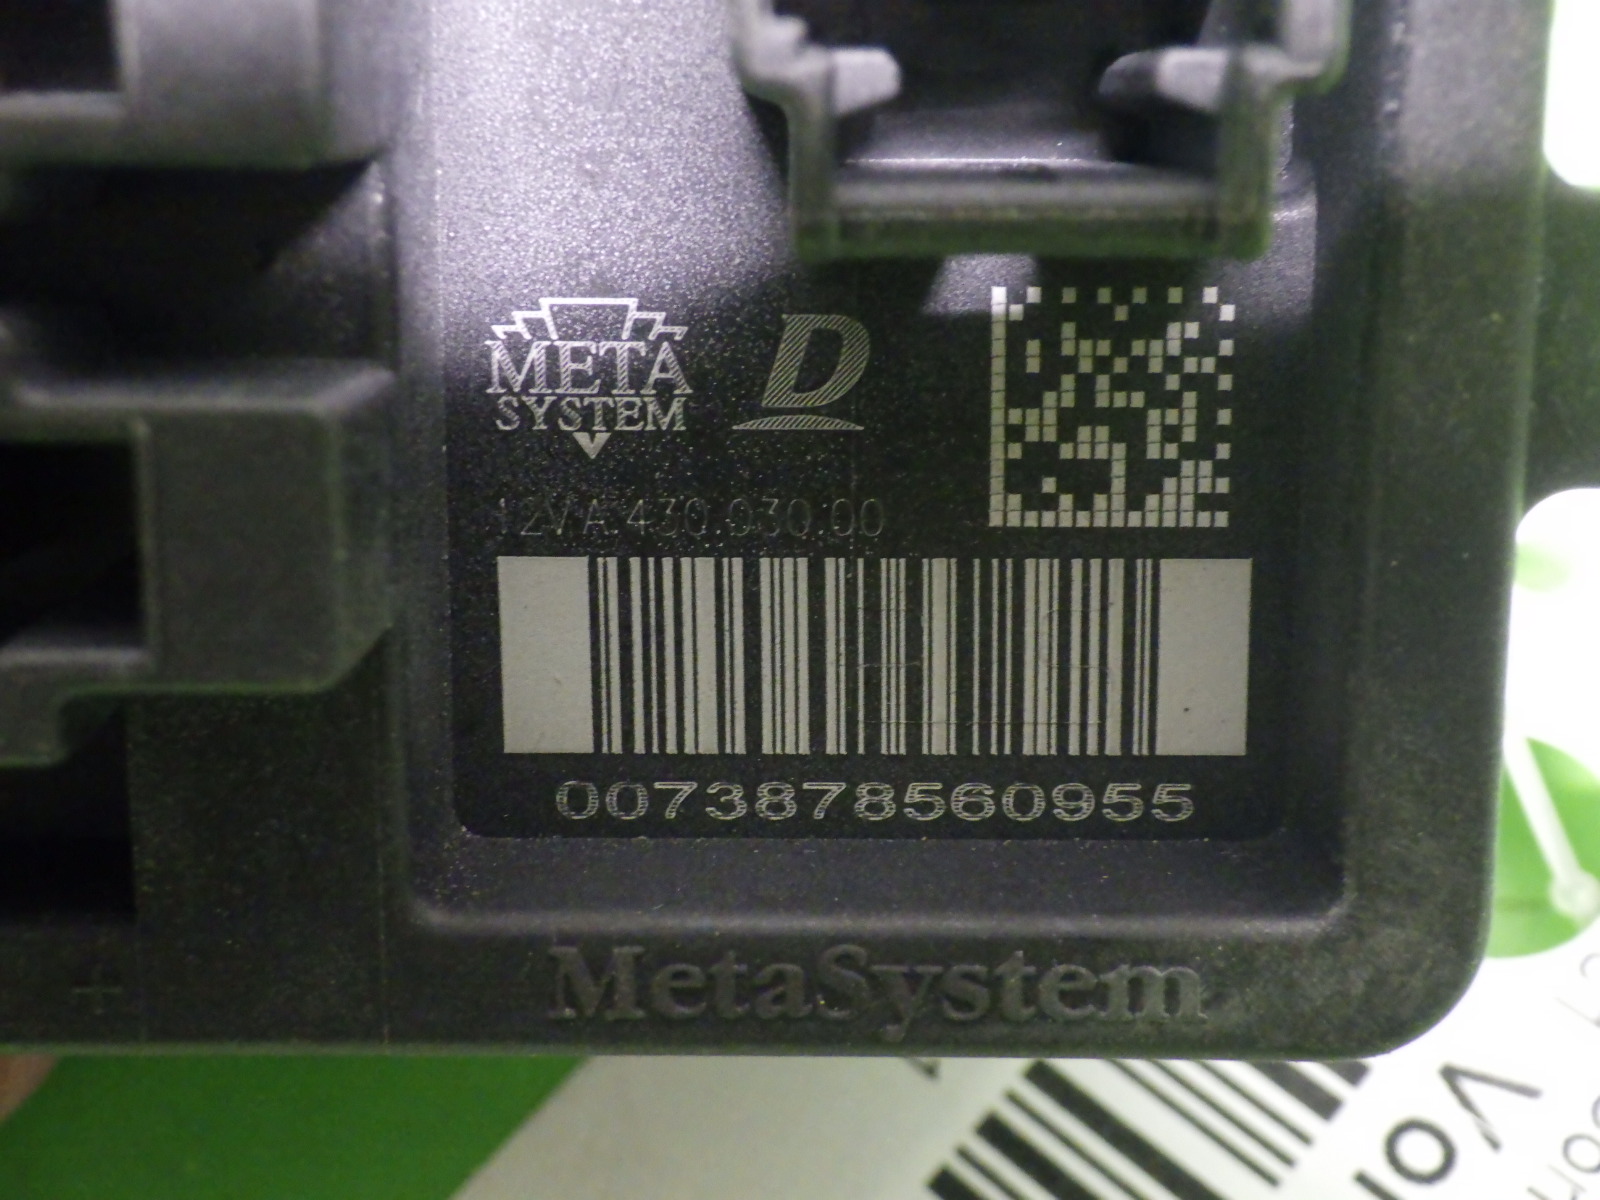 META
SYSTEM
D
12V A.430.030.00
0073878560955
MetaSystem